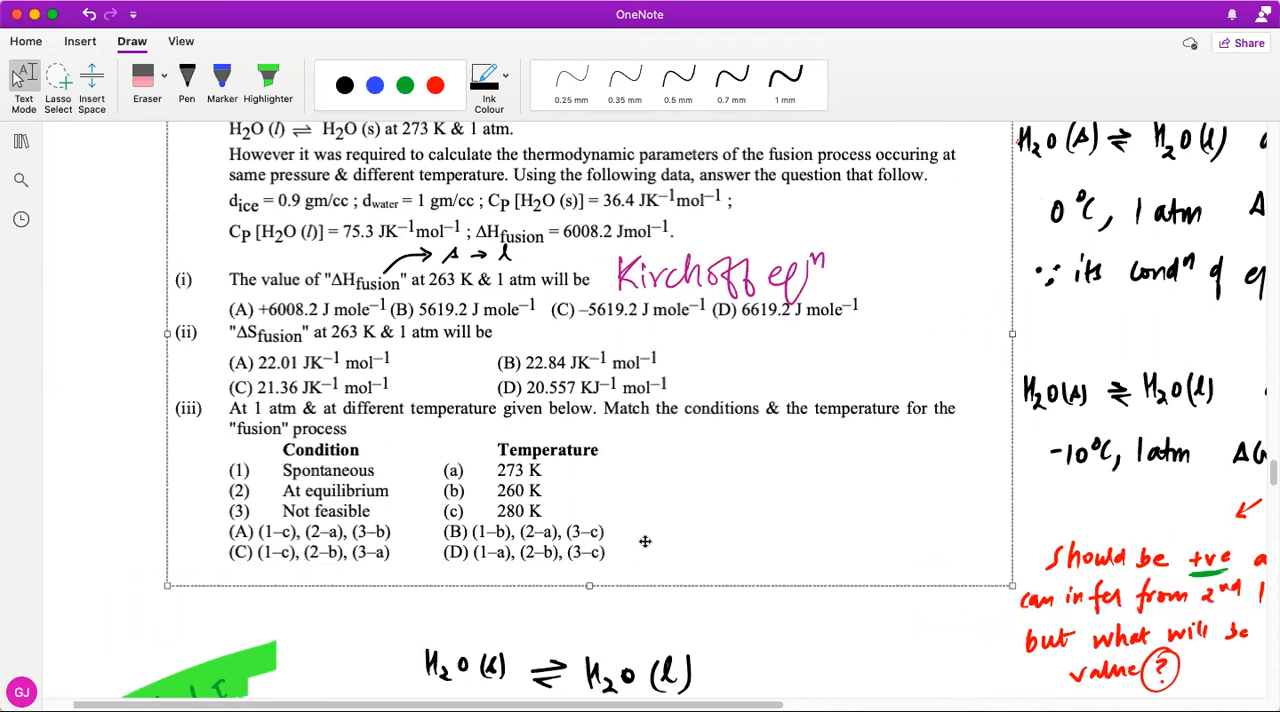 OneNote
Home Insert Draw View
Share
Text Mode
Lasso Select
Insert Space
Eraser
Pen
Marker
Highlighter
Ink Colour
0.25 mm 0.35 mm 0.5 mm 0.7 mm 1 mm
H2O (l) ⇌ H2O (s) at 273 K & 1 atm.
However it was required to calculate the thermodynamic parameters of the fusion process occuring at
same pressure & different temperature. Using the following data, answer the question that follow.
dice = 0.9 gm/cc ; dwater = 1 gm/cc ; CP [H2O (s)] = 36.4 JK−1mol−1 ;
CP [H2O (l)] = 75.3 JK−1mol−1 ; ΔHfusion = 6008.2 Jmol−1.
s → l
(i) The value of "ΔHfusion" at 263 K & 1 atm will be
Kirchoff eqn
(A) +6008.2 J mole−1 (B) 5619.2 J mole−1 (C) −5619.2 J mole−1 (D) 6619.2 J mole−1
(ii) "ΔSfusion" at 263 K & 1 atm will be
(A) 22.01 JK−1 mol−1 (B) 22.84 JK−1 mol−1
(C) 21.36 JK−1 mol−1 (D) 20.557 KJ−1 mol−1
(iii) At 1 atm & at different temperature given below. Match the conditions & the temperature for the
"fusion" process
Condition Temperature
(1) Spontaneous (a) 273 K
(2) At equilibrium (b) 260 K
(3) Not feasible (c) 280 K
(A) (1–c), (2–a), (3–b) (B) (1–b), (2–a), (3–c)
(C) (1–c), (2–b), (3–a) (D) (1–a), (2–b), (3–c)
H2O (s) ⇌ H2O (l)
H2O (s) ⇌ H2O (l)
0°C, 1 atm Δ
∵ its condn of eq
H2O(s) ⇌ H2O(l)
-10°C, 1 atm ΔG
should be +ve
can infer from 2nd
but what will be
value ?
GJ